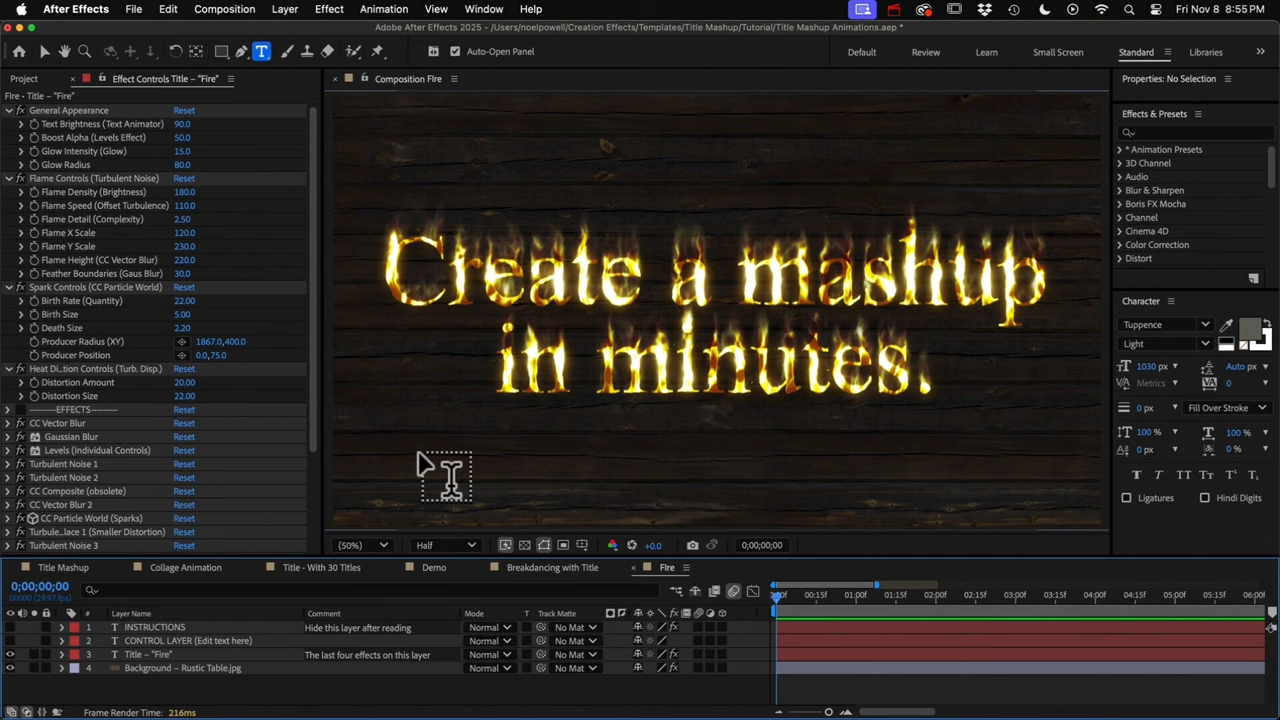 After Effects File Edit Composition Layer Effect Animation View Window Help Fri Nov 8 8:55 PM
Adobe After Effects 2025 – /Users/noelpowell/Creation Effects/Templates/Title Mashup/Tutorial/Title Mashup Animations.aep *
Auto-Open Panels Default Review Learn Small Screen Standard Libraries
Project Effect Controls Title – "Fire" Composition FIre Properties: No Selection
FIre • Title – "Fire"
General Appearance Reset
Text Brightness (Text Animator) 90.0
Boost Alpha (Levels Effect) 50.0
Glow Intensity (Glow) 15.0
Glow Radius 80.0
Flame Controls (Turbulent Noise) Reset
Flame Density (Brightness) 180.0
Flame Speed (Offset Turbulence) 110.0
Flame Detail (Complexity) 2.50
Flame X Scale 120.0
Flame Y Scale 230.0
Flame Height (CC Vector Blur) 220.0
Feather Boundaries (Gaus Blur) 30.0
Spark Controls (CC Particle World) Reset
Birth Rate (Quantity) 22.00
Birth Size 5.00
Death Size 2.20
Producer Radius (XY) 1867.0,400.0
Producer Position 0.0,75.0
Heat Di...tion Controls (Turb. Disp.) Reset
Distortion Amount 20.00
Distortion Size 22.00
---------EFFECTS--------- Reset
CC Vector Blur Reset
Gaussian Blur Reset
Levels (Individual Controls) Reset
Turbulent Noise 1 Reset
Turbulent Noise 2 Reset
CC Composite (obsolete) Reset
CC Vector Blur 2 Reset
CC Particle World (Sparks) Reset
Turbule...lace 1 (Smaller Distortion) Reset
Turbulent Noise 3 Reset
Create a mashup
in minutes.
(50%) Half +0.0 0;00;00;00
Effects & Presets
* Animation Presets
3D Channel
Audio
Blur & Sharpen
Boris FX Mocha
Channel
Cinema 4D
Color Correction
Distort
Character
Tuppence
Light
1030 px Auto px
Metrics 0
0 px Fill Over Stroke
100 % 100 %
0 px 0 %
T T TT Tт T¹ T₁
Ligatures Hindi Digits
Title Mashup Collage Animation Title - With 30 Titles Demo Breakdancing with Title FIre
0;00;00;00
00000 (29.97 fps)
:00f 00:15f 01:00f 01:15f 02:00f 02:15f 03:00f 03:15f 04:00f 04:15f 05:00f 05:15f 06:00f
# Layer Name Comment Mode T Track Matte
1 T INSTRUCTIONS Hide this layer after reading Normal No Mat
2 T CONTROL LAYER (Edit text here) Normal No Mat
3 T Title – "Fire" The last four effects on this layer Normal No Mat
4 Background – Rustic Table.jpg Normal No Mat
Frame Render Time: 216ms